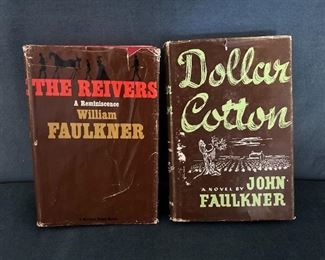 THE REIVERS
A Reminiscence
William
FAULKNER
Dollar
Cotton
A NOVEL BY JOHN
FAULKNER